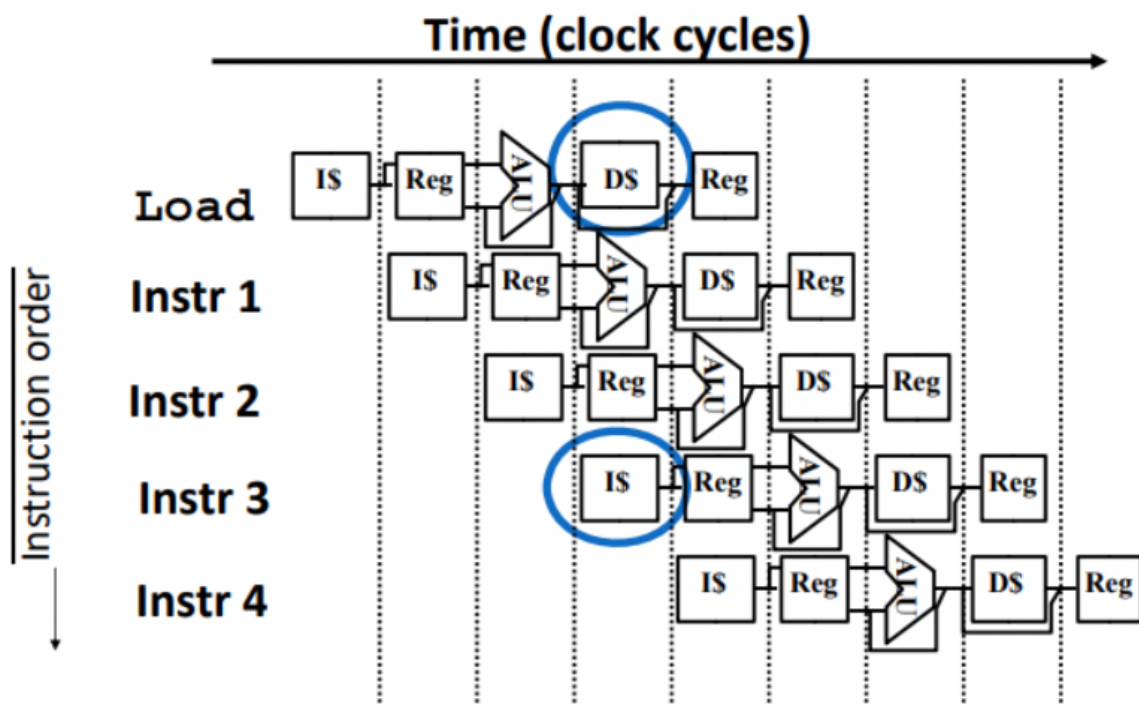 Time (clock cycles)
Load
I$ Reg ALU D$ Reg
Instr 1
I$ Reg ALU D$ Reg
Instr 2
I$ Reg ALU D$ Reg
Instr 3
I$ Reg ALU D$ Reg
Instr 4
I$ Reg ALU D$ Reg
Instruction order